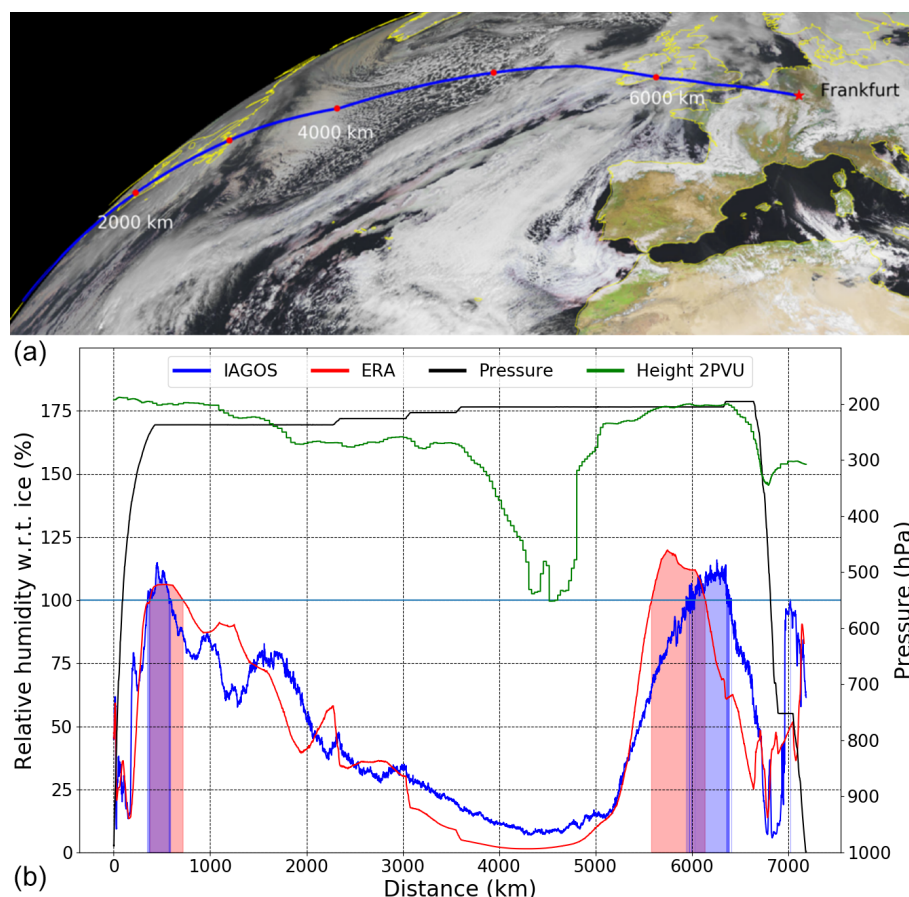 Frankfurt
6000 km
4000 km
2000 km
(a)
IAGOS ERA Pressure Height 2PVU
Relative humidity w.r.t. ice (%)
175
150
125
100
75
50
25
0
200
300
400
500
600
700
800
900
1000
Pressure (hPa)
0 1000 2000 3000 4000 5000 6000 7000
Distance (km)
(b)